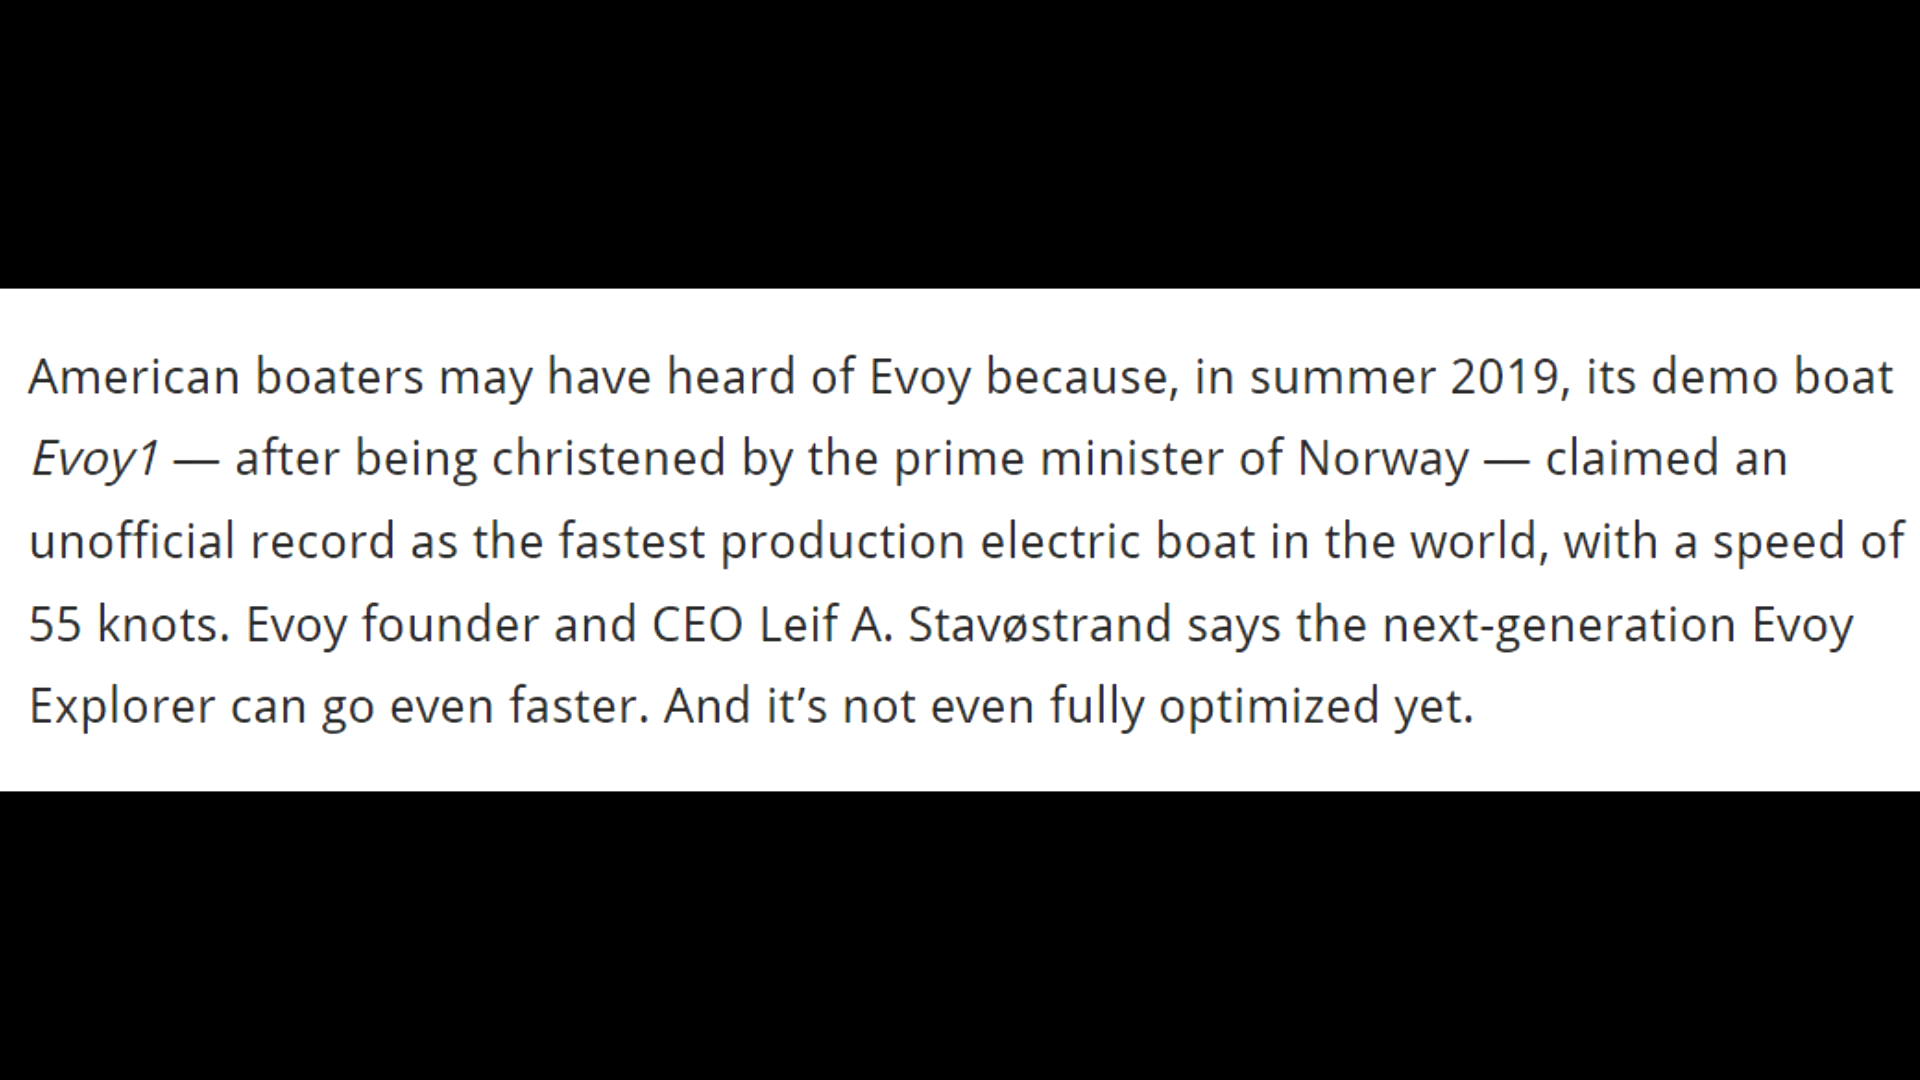 American boaters may have heard of Evoy because, in summer 2019, its demo boat
Evoy1 — after being christened by the prime minister of Norway — claimed an
unofficial record as the fastest production electric boat in the world, with a speed of
55 knots. Evoy founder and CEO Leif A. Stavøstrand says the next-generation Evoy
Explorer can go even faster. And it’s not even fully optimized yet.